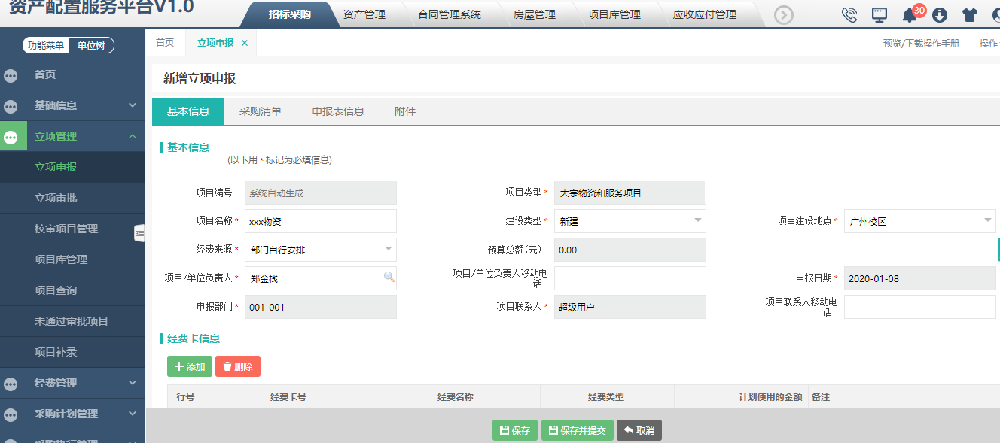 资产配置服务平台V1.0
招标采购 资产管理 合同管理系统 房屋管理 项目库管理 应收应付管理 30
功能菜单 单位树
首页 立项申报 × 预览/下载操作手册 操作
首页
基础信息
立项管理
立项申报
立项审批
校审项目管理
项目库管理
项目查询
未通过审批项目
项目补录
经费管理
采购计划管理
采购执行管理
新增立项申报
基本信息 采购清单 申报表信息 附件
基本信息
(以下用 * 标记为必填信息)
项目编号 系统自动生成 项目类型* 大宗物资和服务项目
项目名称* xxx物资 建设类型* 新建 项目建设地点* 广州校区
经费来源* 部门自行安排 预算总额(元) 0.00
项目/单位负责人* 郑金栈 项目/单位负责人移动电话 申报日期* 2020-01-08
申报部门* 001-001 项目联系人* 超级用户 项目联系人移动电话
经费卡信息
添加 删除
行号 经费卡号 经费名称 经费类型 计划使用的金额 备注
保存 保存并提交 取消